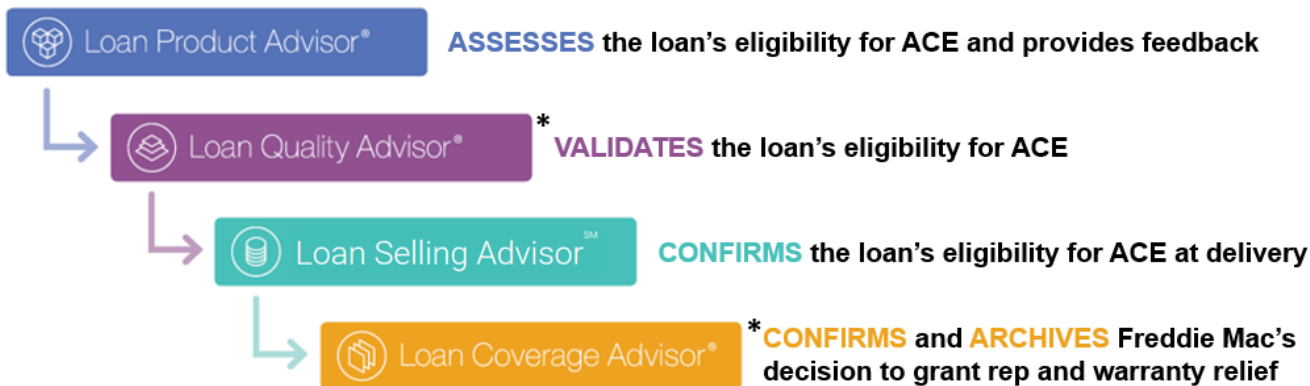 Loan Product Advisor® ASSESSES the loan's eligibility for ACE and provides feedback
Loan Quality Advisor® * VALIDATES the loan's eligibility for ACE
Loan Selling Advisor℠ CONFIRMS the loan's eligibility for ACE at delivery
Loan Coverage Advisor® * CONFIRMS and ARCHIVES Freddie Mac's
decision to grant rep and warranty relief